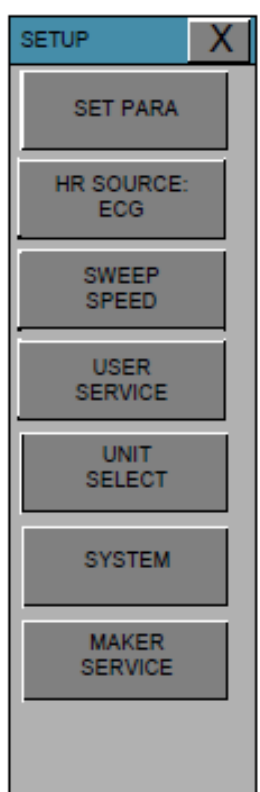 SETUP X
SET PARA
HR SOURCE:
ECG
SWEEP
SPEED
USER
SERVICE
UNIT
SELECT
SYSTEM
MAKER
SERVICE